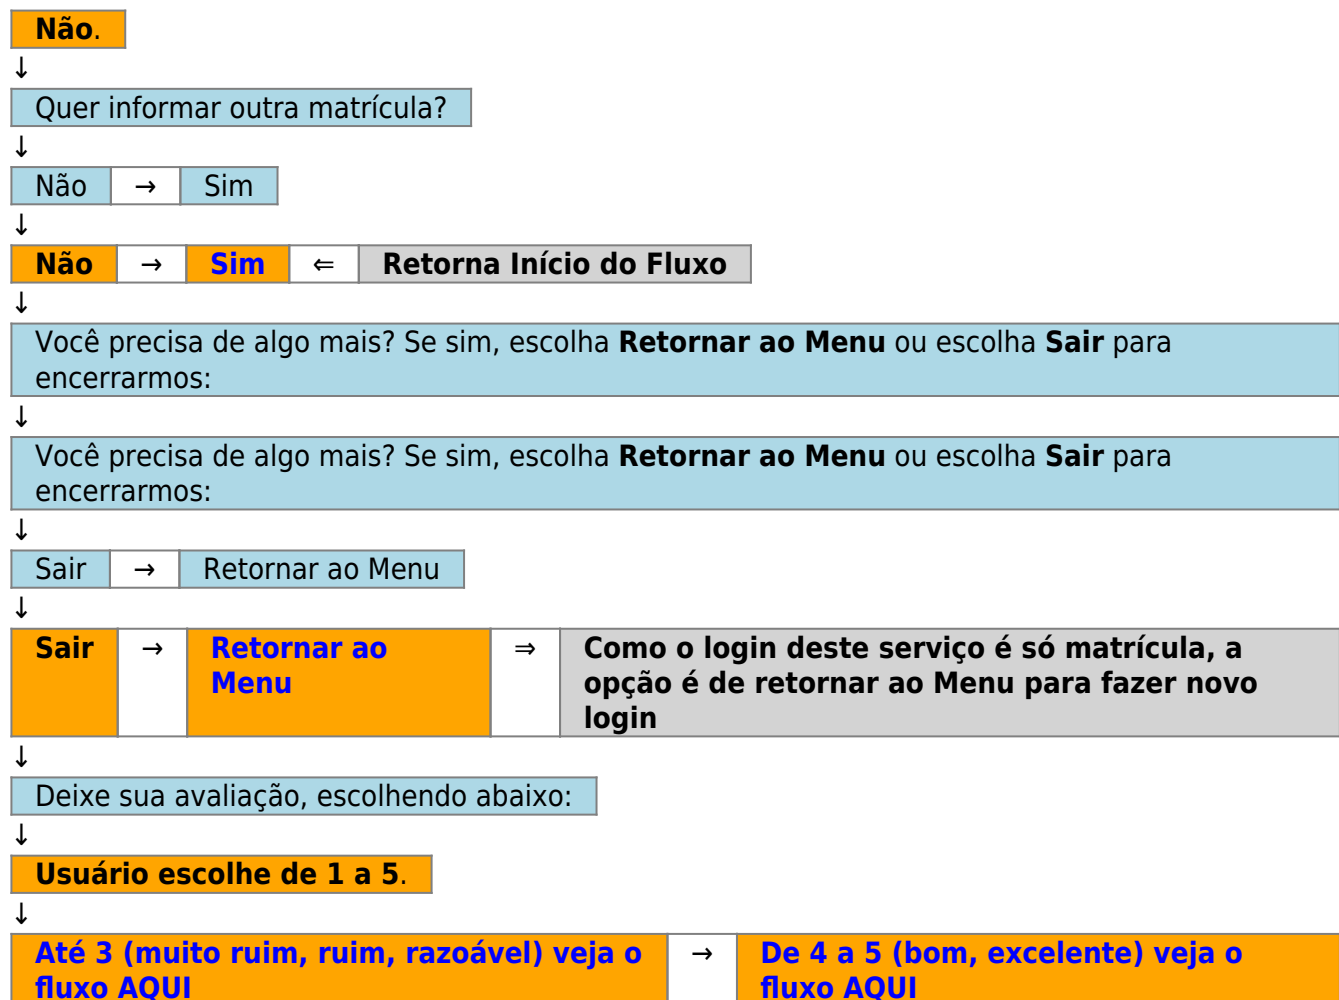 Não.
↓
Quer informar outra matrícula?
↓
Não → Sim
↓
Não → Sim ⇐ Retorna Início do Fluxo
↓
Você precisa de algo mais? Se sim, escolha Retornar ao Menu ou escolha Sair para
encerrarmos:
↓
Você precisa de algo mais? Se sim, escolha Retornar ao Menu ou escolha Sair para
encerrarmos:
↓
Sair → Retornar ao Menu
↓
Sair → Retornar ao ⇒ Como o login deste serviço é só matrícula, a
Menu opção é de retornar ao Menu para fazer novo
login
↓
Deixe sua avaliação, escolhendo abaixo:
↓
Usuário escolhe de 1 a 5.
↓
Até 3 (muito ruim, ruim, razoável) veja o → De 4 a 5 (bom, excelente) veja o
fluxo AQUI fluxo AQUI